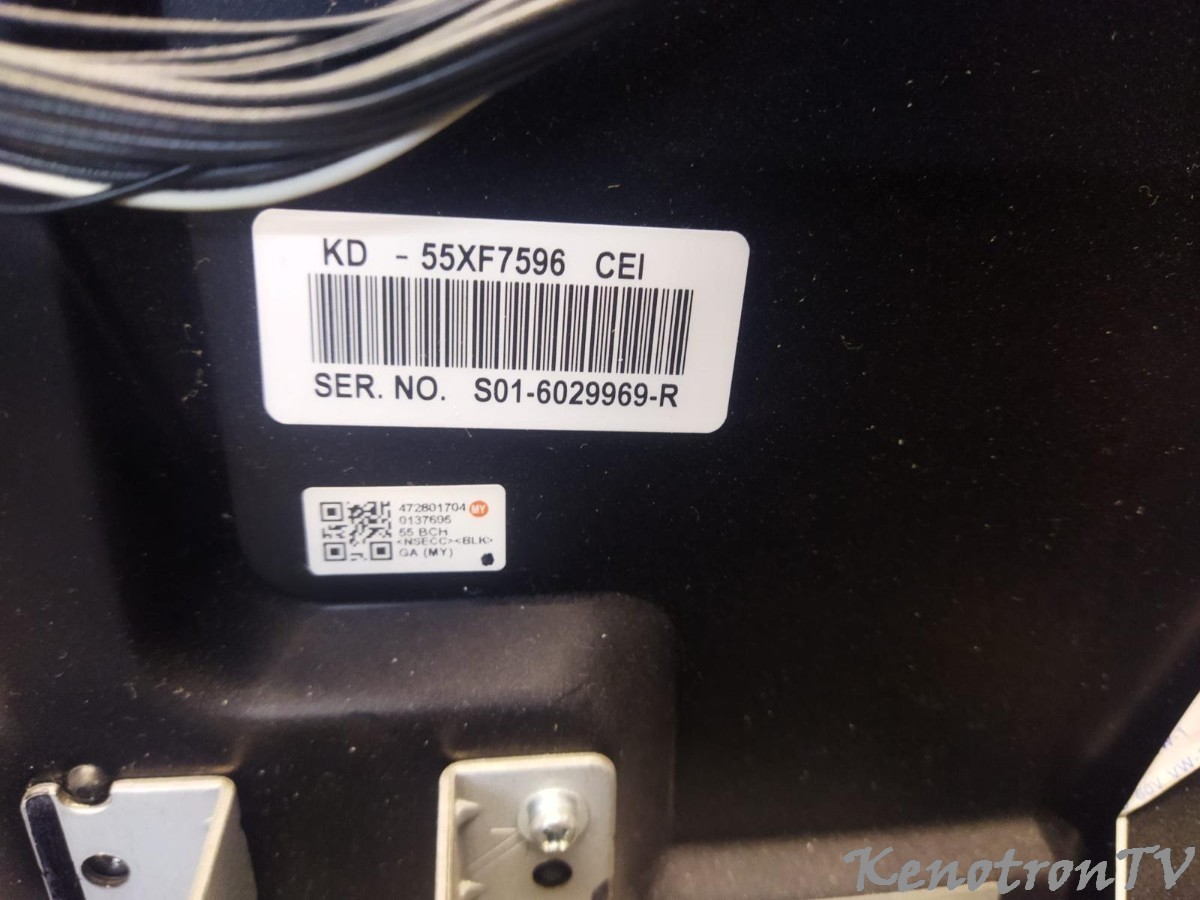 KD - 55XF7596 CEI
SER. NO. S01-6029969-R
472801704 MY
0137695
55 BCH
<NSECC><BLK>
GA (MY)
KenotronTV